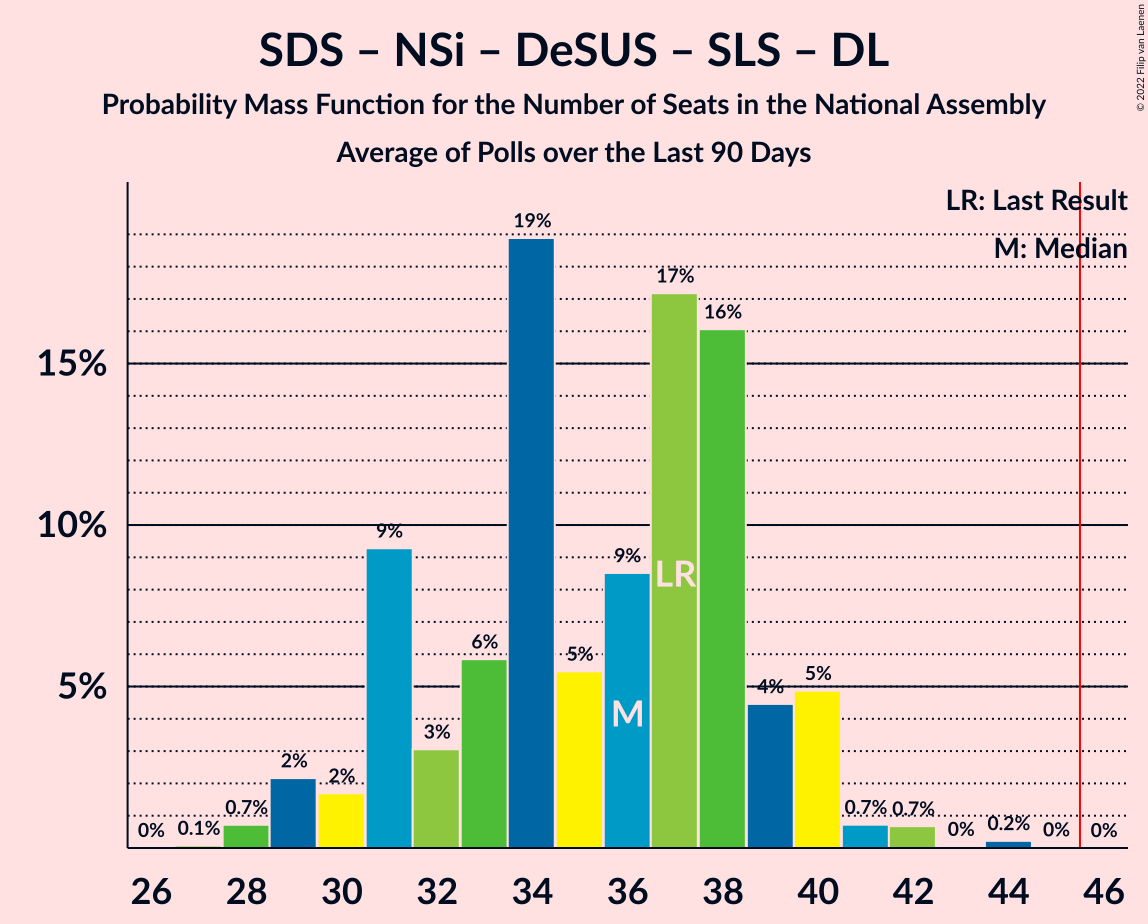 SDS – NSi – DeSUS – SLS – DL
Probability Mass Function for the Number of Seats in the National Assembly
Average of Polls over the Last 90 Days
© 2022 Filip van Laenen
LR: Last Result
M: Median
15%
10%
5%
0%
0.1%
0.7%
2%
2%
9%
3%
6%
19%
5%
9%
17%
16%
4%
5%
0.7%
0.7%
0%
0.2%
0%
0%
LR
M
26 28 30 32 34 36 38 40 42 44 46